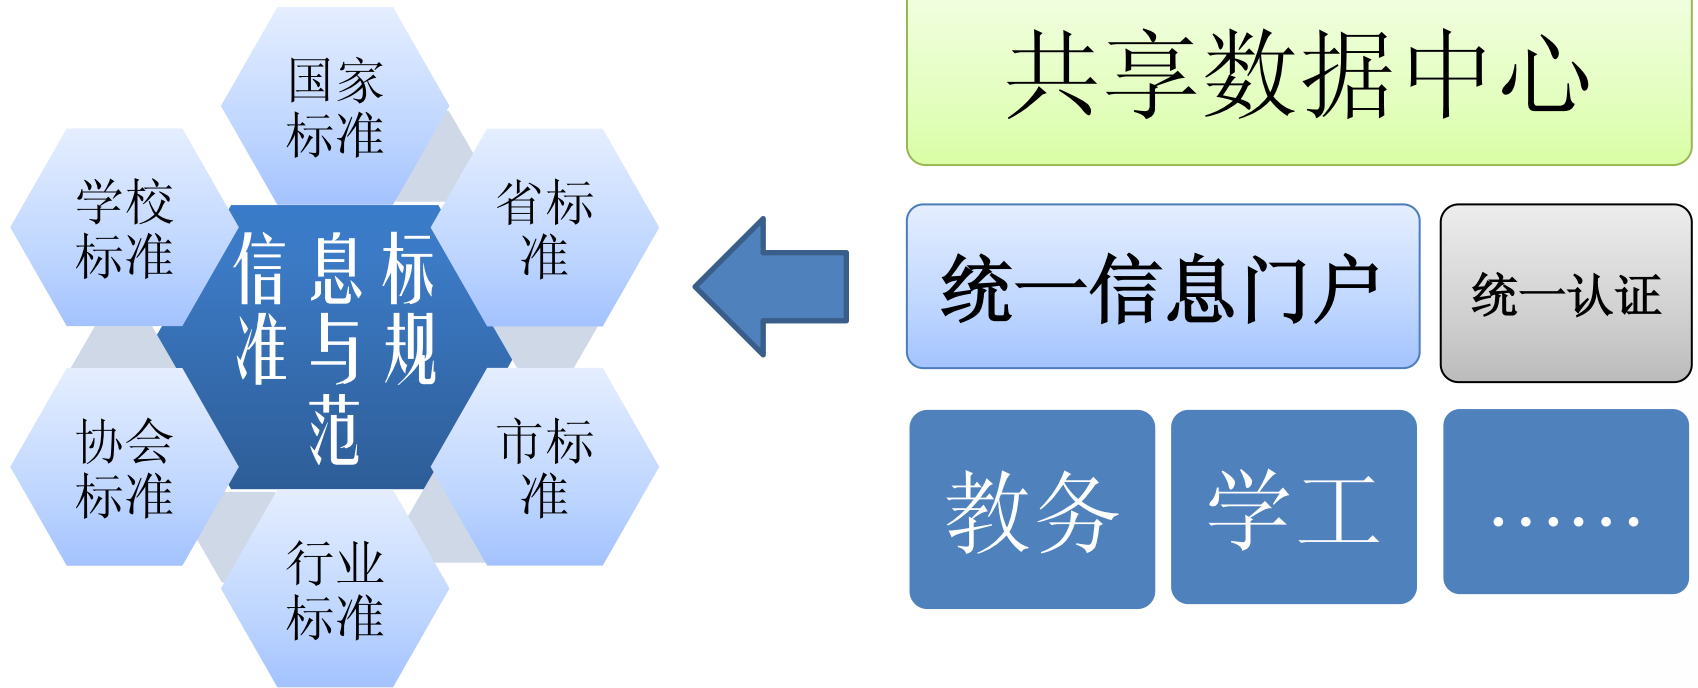 国家
标准
学校
标准
省标
准
信息标
准与规
范
协会
标准
市标
准
行业
标准
共享数据中心
统一信息门户
统一认证
教务
学工
……